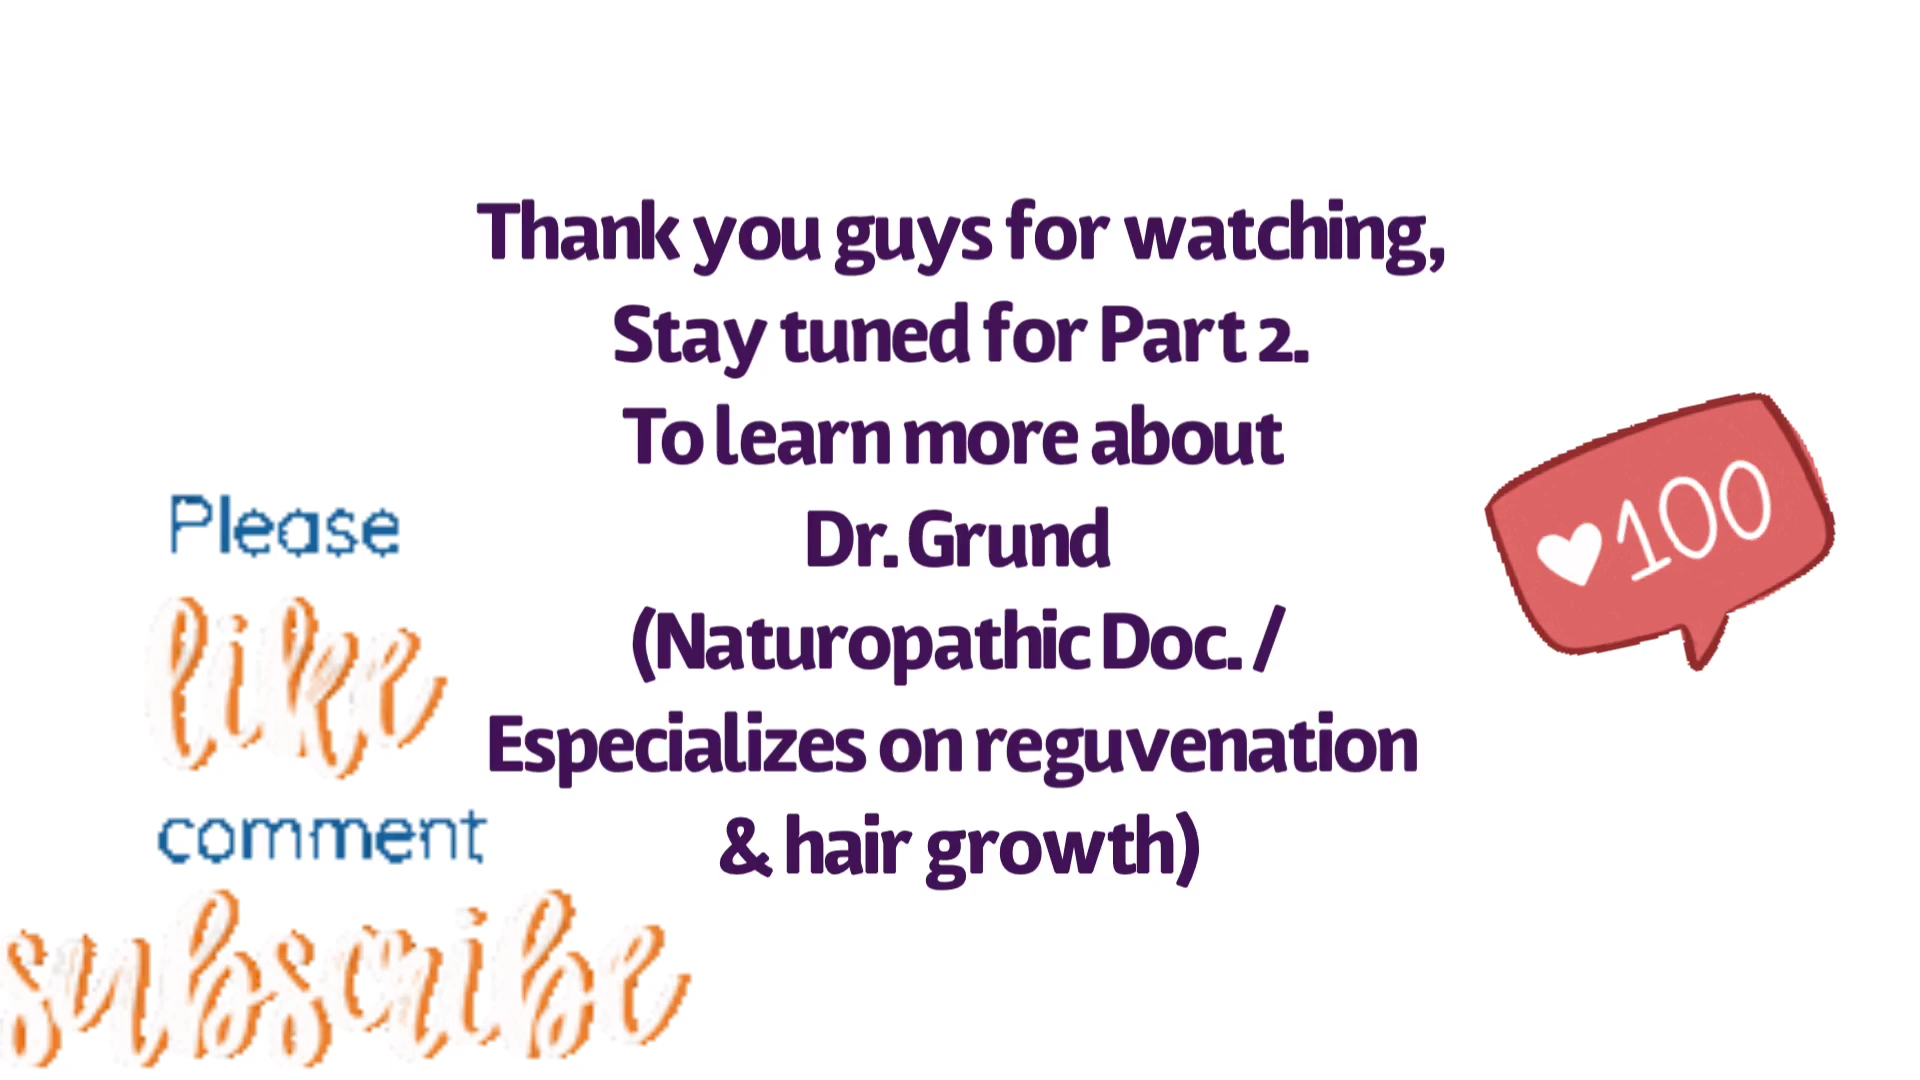 Thank you guys for watching,
Stay tuned for Part 2.
To learn more about
Dr. Grund
(Naturopathic Doc. /
Especializes on reguvenation
& hair growth)
Please
like
comment
subscribe
100